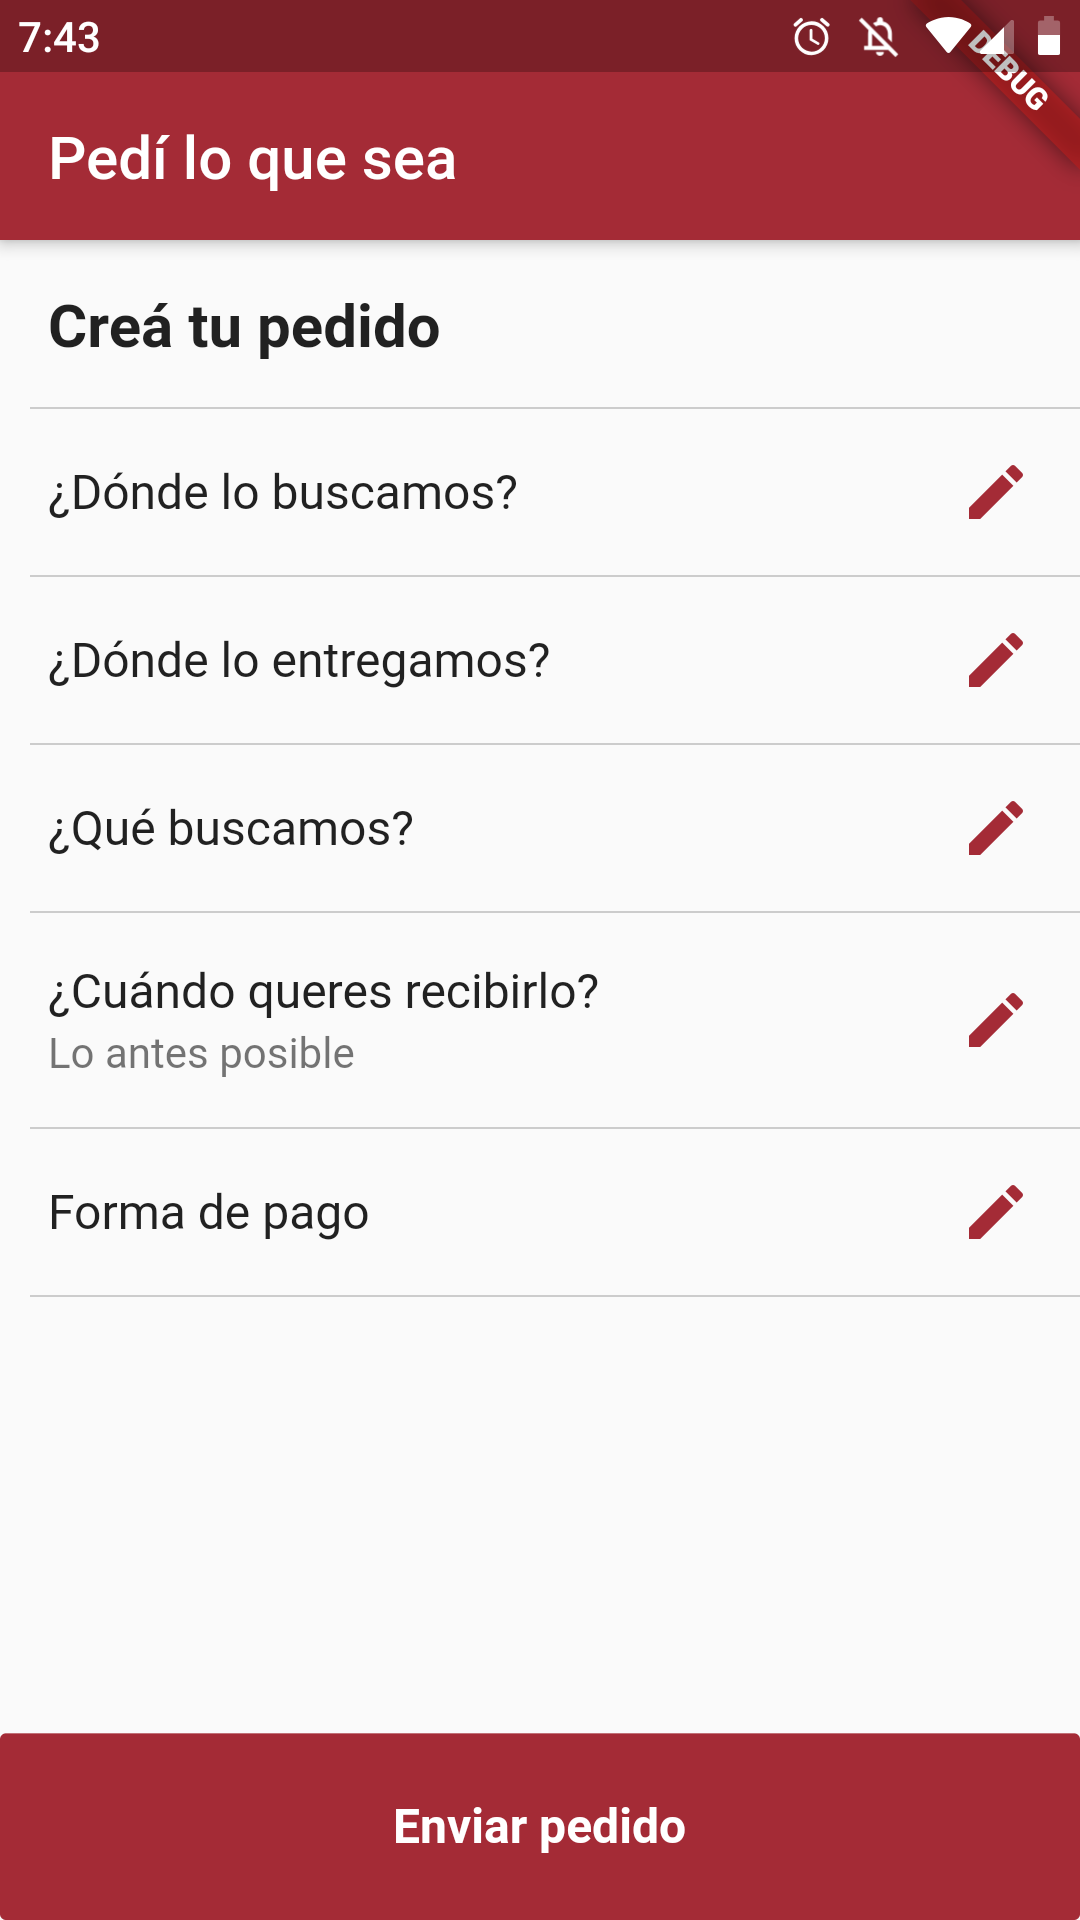 7:43
DEBUG
Pedí lo que sea
Creá tu pedido
¿Dónde lo buscamos?
¿Dónde lo entregamos?
¿Qué buscamos?
¿Cuándo queres recibirlo?
Lo antes posible
Forma de pago
Enviar pedido